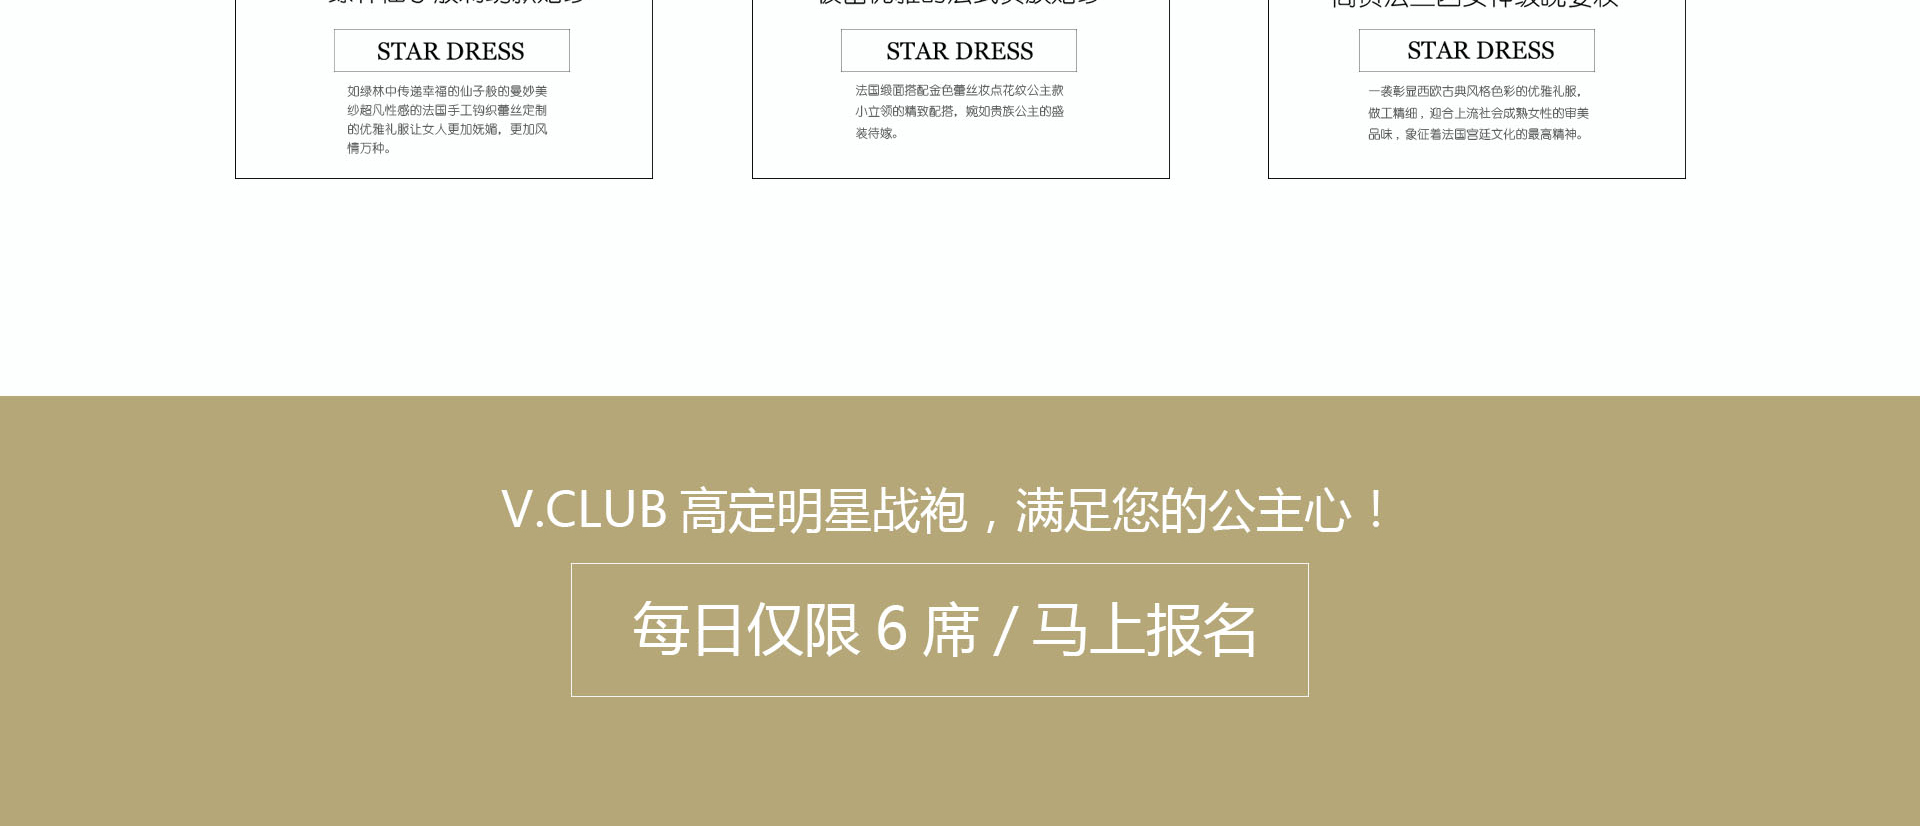 STAR DRESS
如绿林中传递幸福的仙子般的曼妙美
纱超凡性感的法国手工钩织蕾丝定制
的优雅礼服让女人更加妩媚，更加风
情万种。
STAR DRESS
法国缎面搭配金色蕾丝妆点花纹公主款
小立领的精致配搭，婉如贵族公主的盛
装待嫁。
STAR DRESS
一袭彰显西欧古典风格色彩的优雅礼服，
做工精细，迎合上流社会成熟女性的审美
品味，象征着法国宫廷文化的最高精神。
V.CLUB 高定明星战袍，满足您的公主心！
每日仅限 6 席 / 马上报名